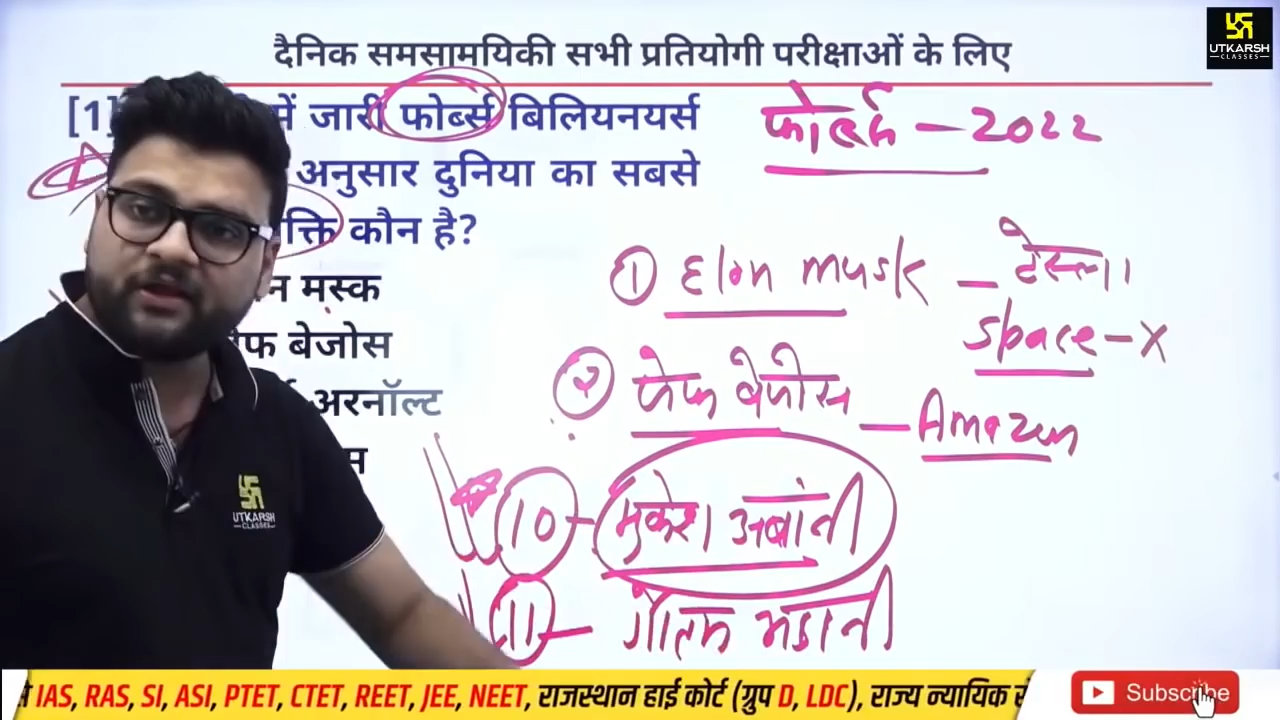 UTKARSH
CLASSES
दैनिक समसामयिकी सभी प्रतियोगी परीक्षाओं के लिए
[1] में जारी फोर्ब्स बिलियनयर्स
अनुसार दुनिया का सबसे
क्ति कौन है?
न मस्क
फ बेजोस
अरनॉल्ट
स
फोर्ब्स - 2022
① Elon musk - टेस्ला
space-X
② जेफ बेजोस - Amazon
10 - मुकेश अबांनी
11 - गौतम अडानी
UTKARSH
CLASSES
IAS, RAS, SI, ASI, PTET, CTET, REET, JEE, NEET, राजस्थान हाई कोर्ट (ग्रुप D, LDC), राज्य न्यायिक
Subscribe